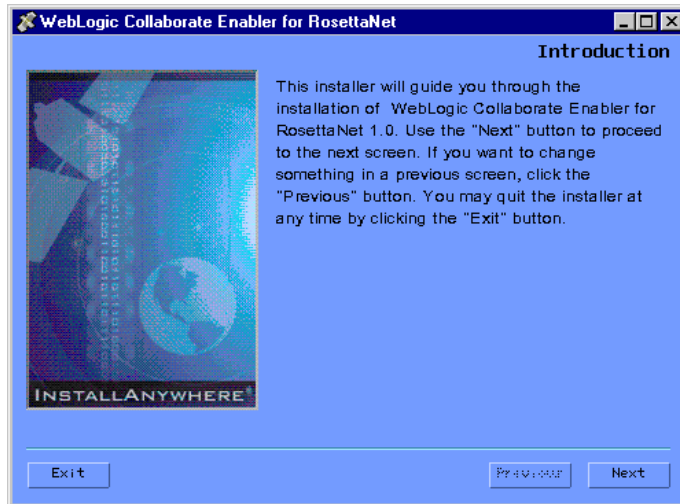 WebLogic Collaborate Enabler for RosettaNet
Introduction
This installer will guide you through the
installation of WebLogic Collaborate Enabler for
RosettaNet 1.0. Use the "Next" button to proceed
to the next screen. If you want to change
something in a previous screen, click the
"Previous" button. You may quit the installer at
any time by clicking the "Exit" button.
INSTALLANYWHERE®
Exit
Previous
Next